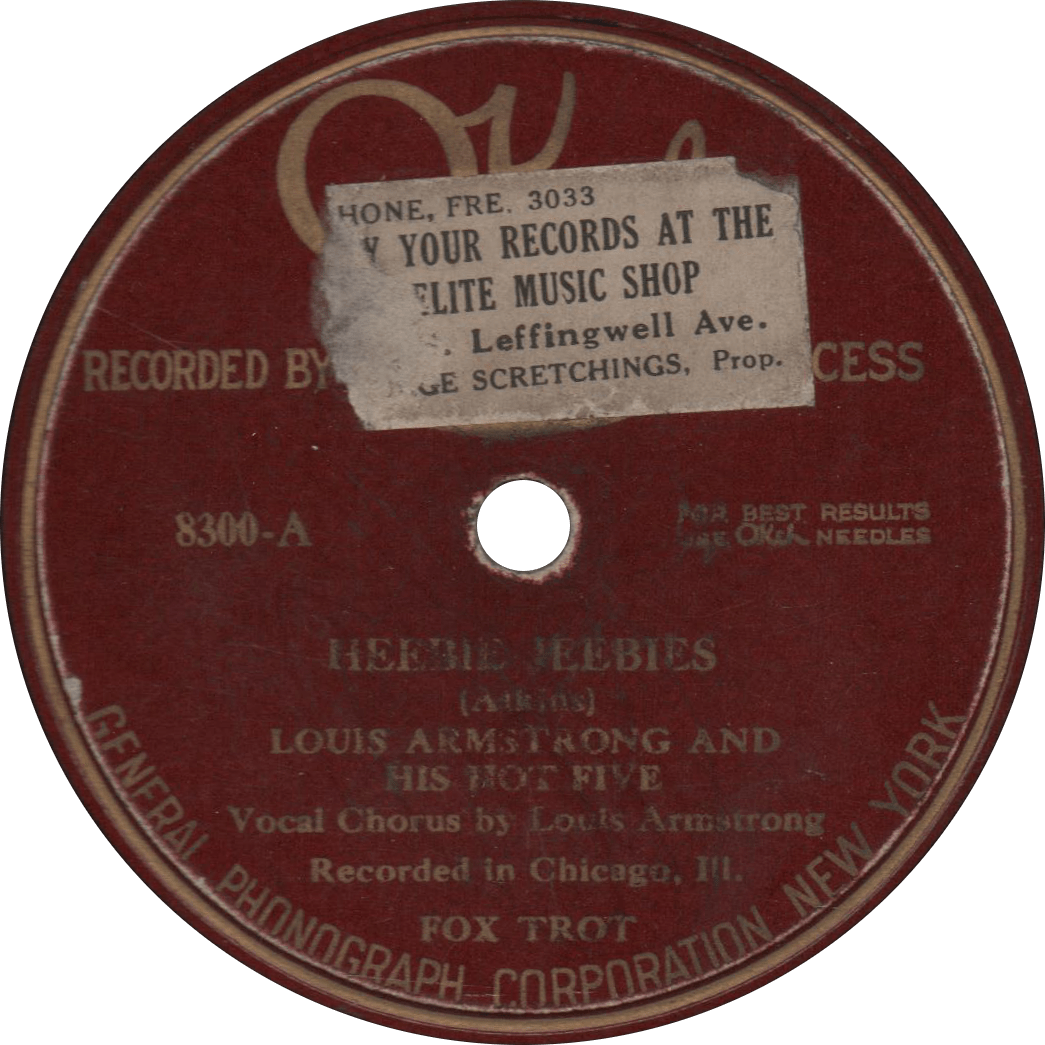 HONE, FRE. 3033
Y YOUR RECORDS AT THE
ELITE MUSIC SHOP
. Leffingwell Ave.
GE SCRETCHINGS, Prop.
RECORDED BY CESS
8300-A
FOR BEST RESULTS
USE OKeh NEEDLES
HEEBIE JEEBIES
(Atkins)
LOUIS ARMSTRONG AND
HIS HOT FIVE
Vocal Chorus by Louis Armstrong
Recorded in Chicago, Ill.
FOX TROT
GENERAL PHONOGRAPH CORPORATION NEW YORK